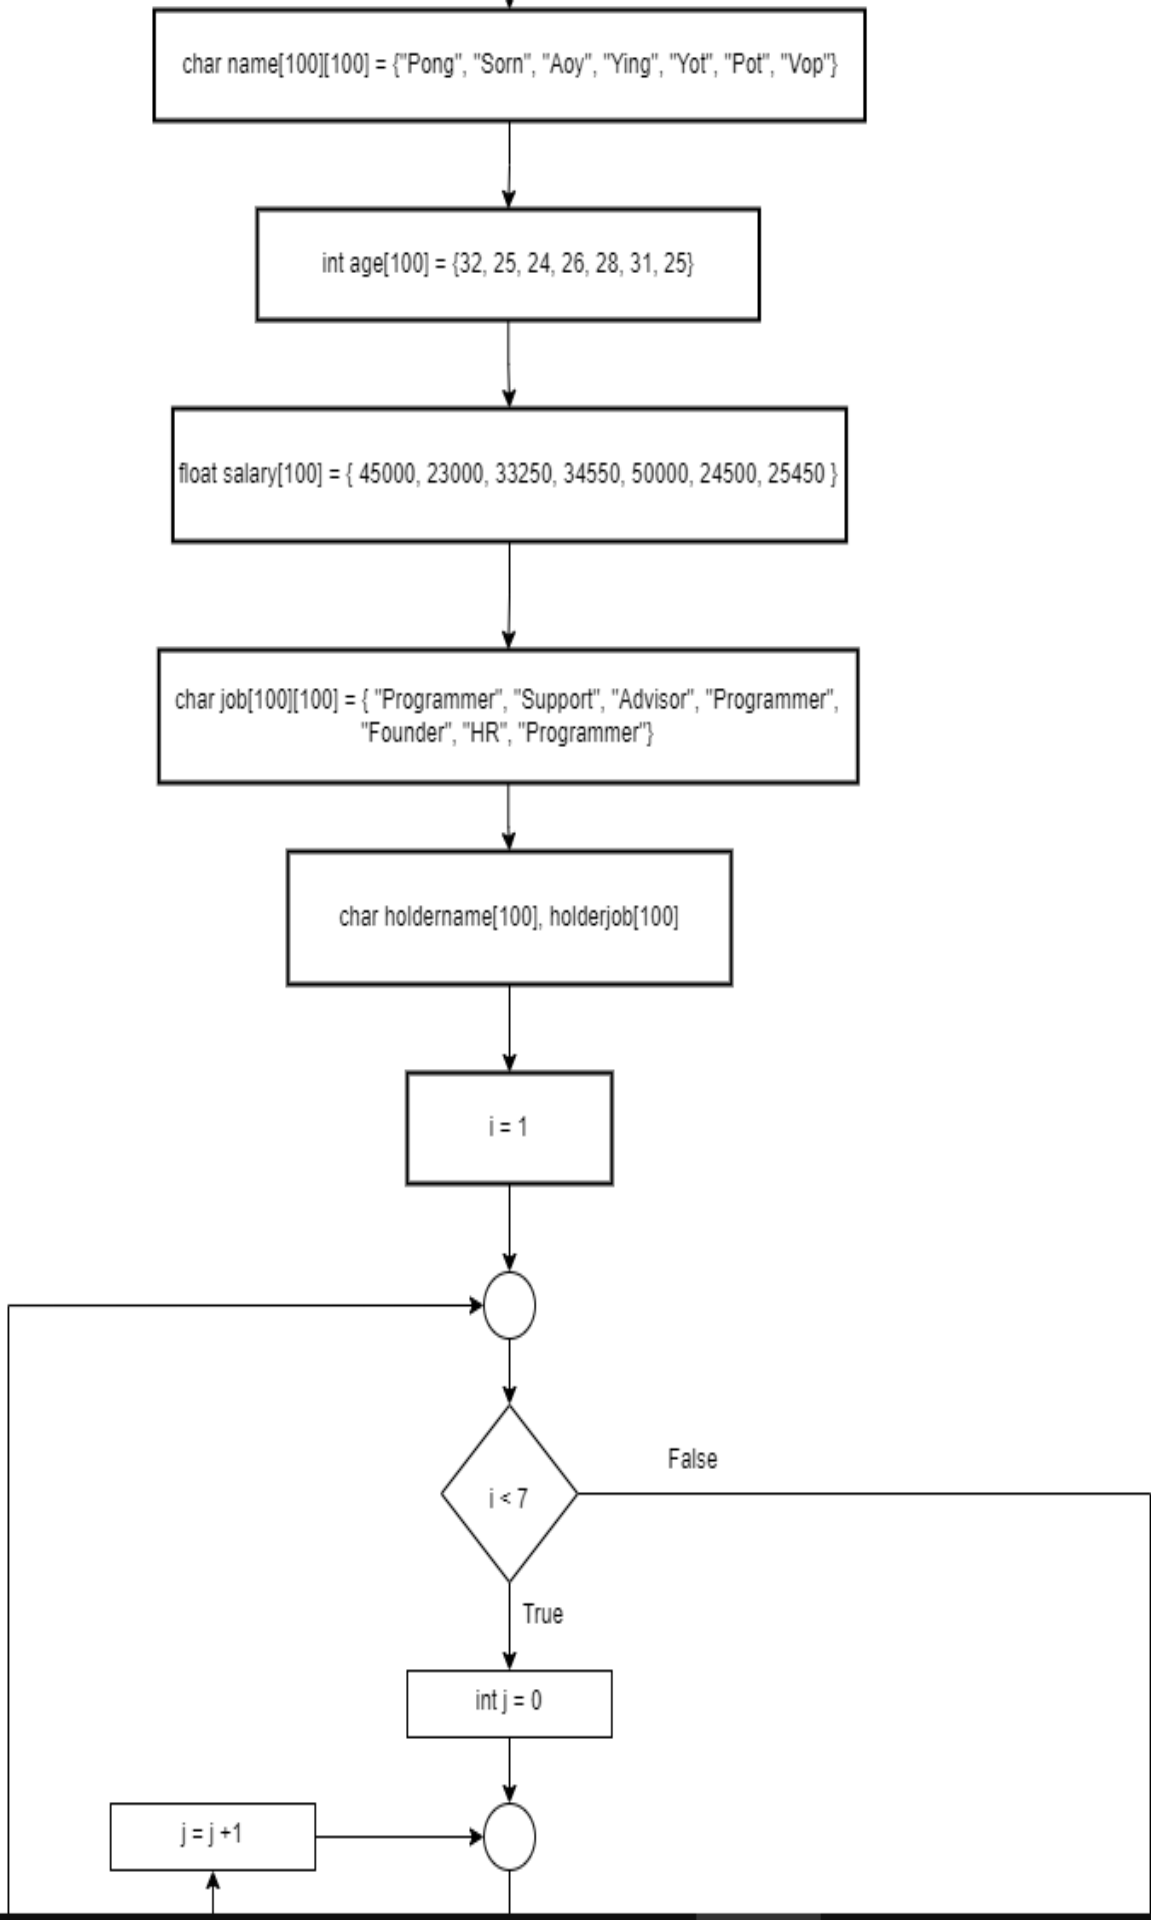 char name[100][100] = {"Pong", "Sorn", "Aoy", "Ying", "Yot", "Pot", "Vop"}
int age[100] = {32, 25, 24, 26, 28, 31, 25}
float salary[100] = { 45000, 23000, 33250, 34550, 50000, 24500, 25450 }
char job[100][100] = { "Programmer", "Support", "Advisor", "Programmer",
"Founder", "HR", "Programmer"}
char holdername[100], holderjob[100]
i = 1
False
i < 7
True
int j = 0
j = j +1